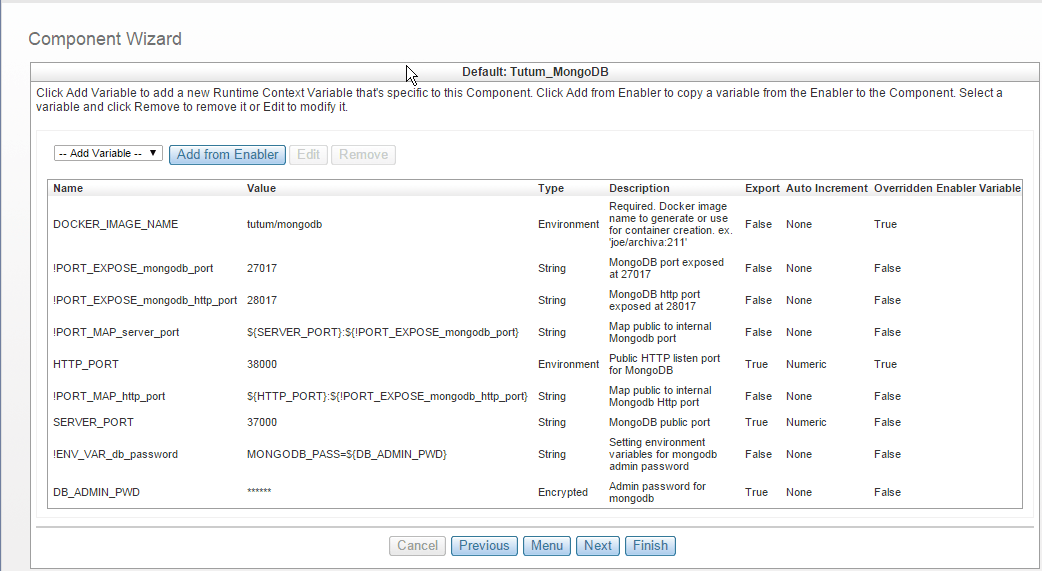 Component Wizard
Default: Tutum_MongoDB
Click Add Variable to add a new Runtime Context Variable that's specific to this Component. Click Add from Enabler to copy a variable from the Enabler to the Component. Select a
variable and click Remove to remove it or Edit to modify it.
-- Add Variable -- Add from Enabler Edit Remove
Name Value Type Description Export Auto Increment Overridden Enabler Variable
DOCKER_IMAGE_NAME tutum/mongodb Environment Required. Docker image
name to generate or use
for container creation. ex.
'joe/archiva:211' False None True
!PORT_EXPOSE_mongodb_port 27017 String MongoDB port exposed
at 27017 False None False
!PORT_EXPOSE_mongodb_http_port 28017 String MongoDB http port
exposed at 28017 False None False
!PORT_MAP_server_port ${SERVER_PORT}:${!PORT_EXPOSE_mongodb_port} String Map public to internal
Mongodb port False None False
HTTP_PORT 38000 Environment Public HTTP listen port
for MongoDB True Numeric True
!PORT_MAP_http_port ${HTTP_PORT}:${!PORT_EXPOSE_mongodb_http_port} String Map public to internal
Mongodb Http port False None False
SERVER_PORT 37000 String MongoDB public port True Numeric False
!ENV_VAR_db_password MONGODB_PASS=${DB_ADMIN_PWD} String Setting environment
variables for mongodb
admin password False None False
DB_ADMIN_PWD ****** Encrypted Admin password for
mongodb True None False
Cancel Previous Menu Next Finish